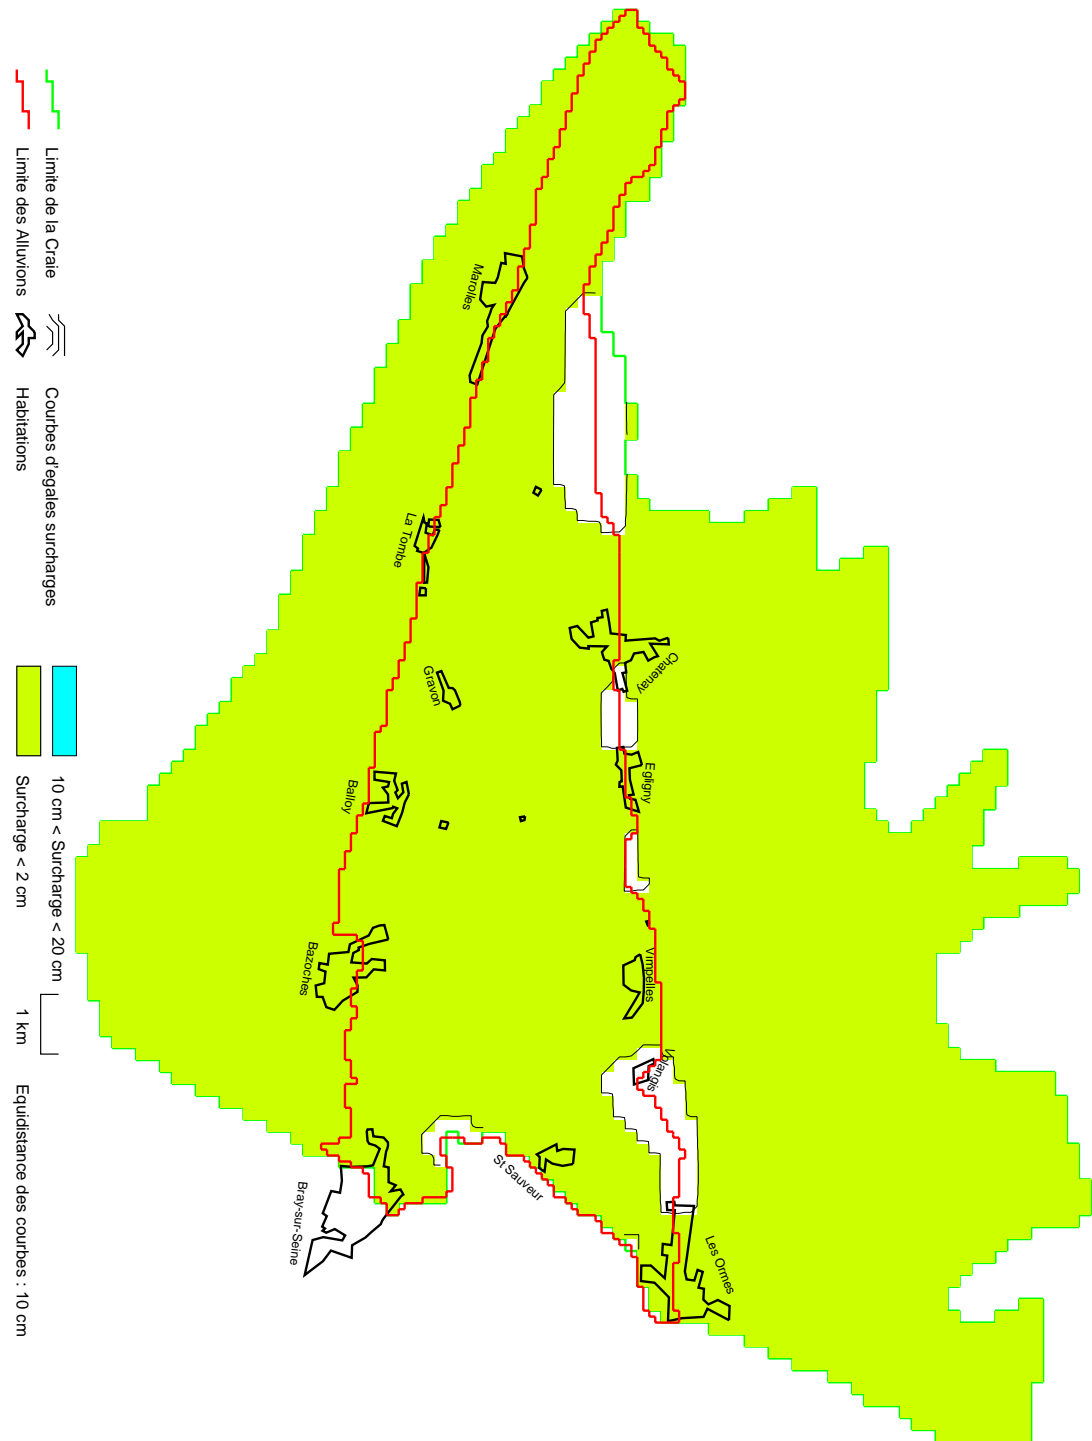 Marolles
La Tombe
Gravon
Chatenay
Egligny
Balloy
Bazoches
Vimpelles
Volangis
St Sauveur
Bray-sur-Seine
Les Ormes
Limite de la Craie
Limite des Alluvions
Courbes d'egales surcharges
Habitations
10 cm < Surcharge < 20 cm
Surcharge < 2 cm
1 km
Equidistance des courbes : 10 cm